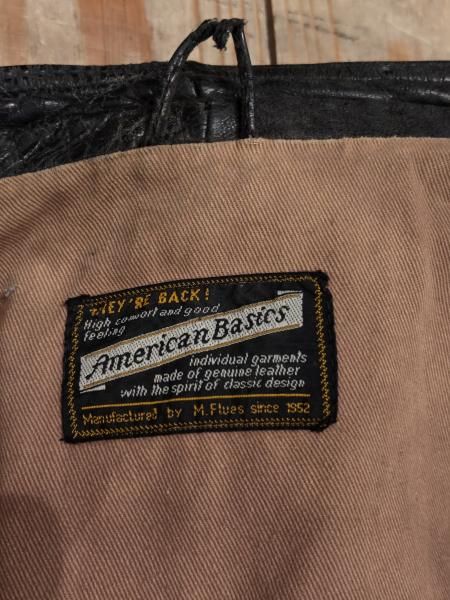 THEY'RE BACK!
High comfort and good
feeling
American Basics
individual garments
made of genuine leather
with the spirit of classic design
Manufactured by M.Flues since 1952